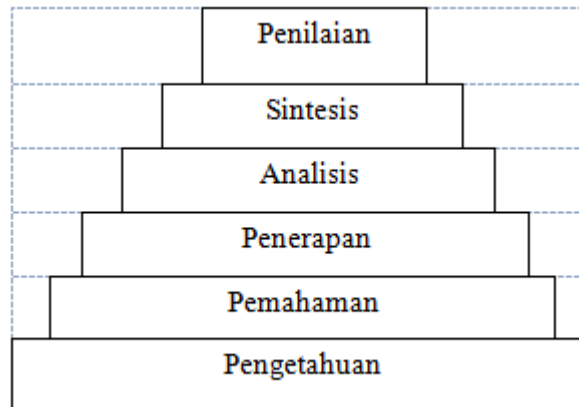 Penilaian
Sintesis
Analisis
Penerapan
Pemahaman
Pengetahuan